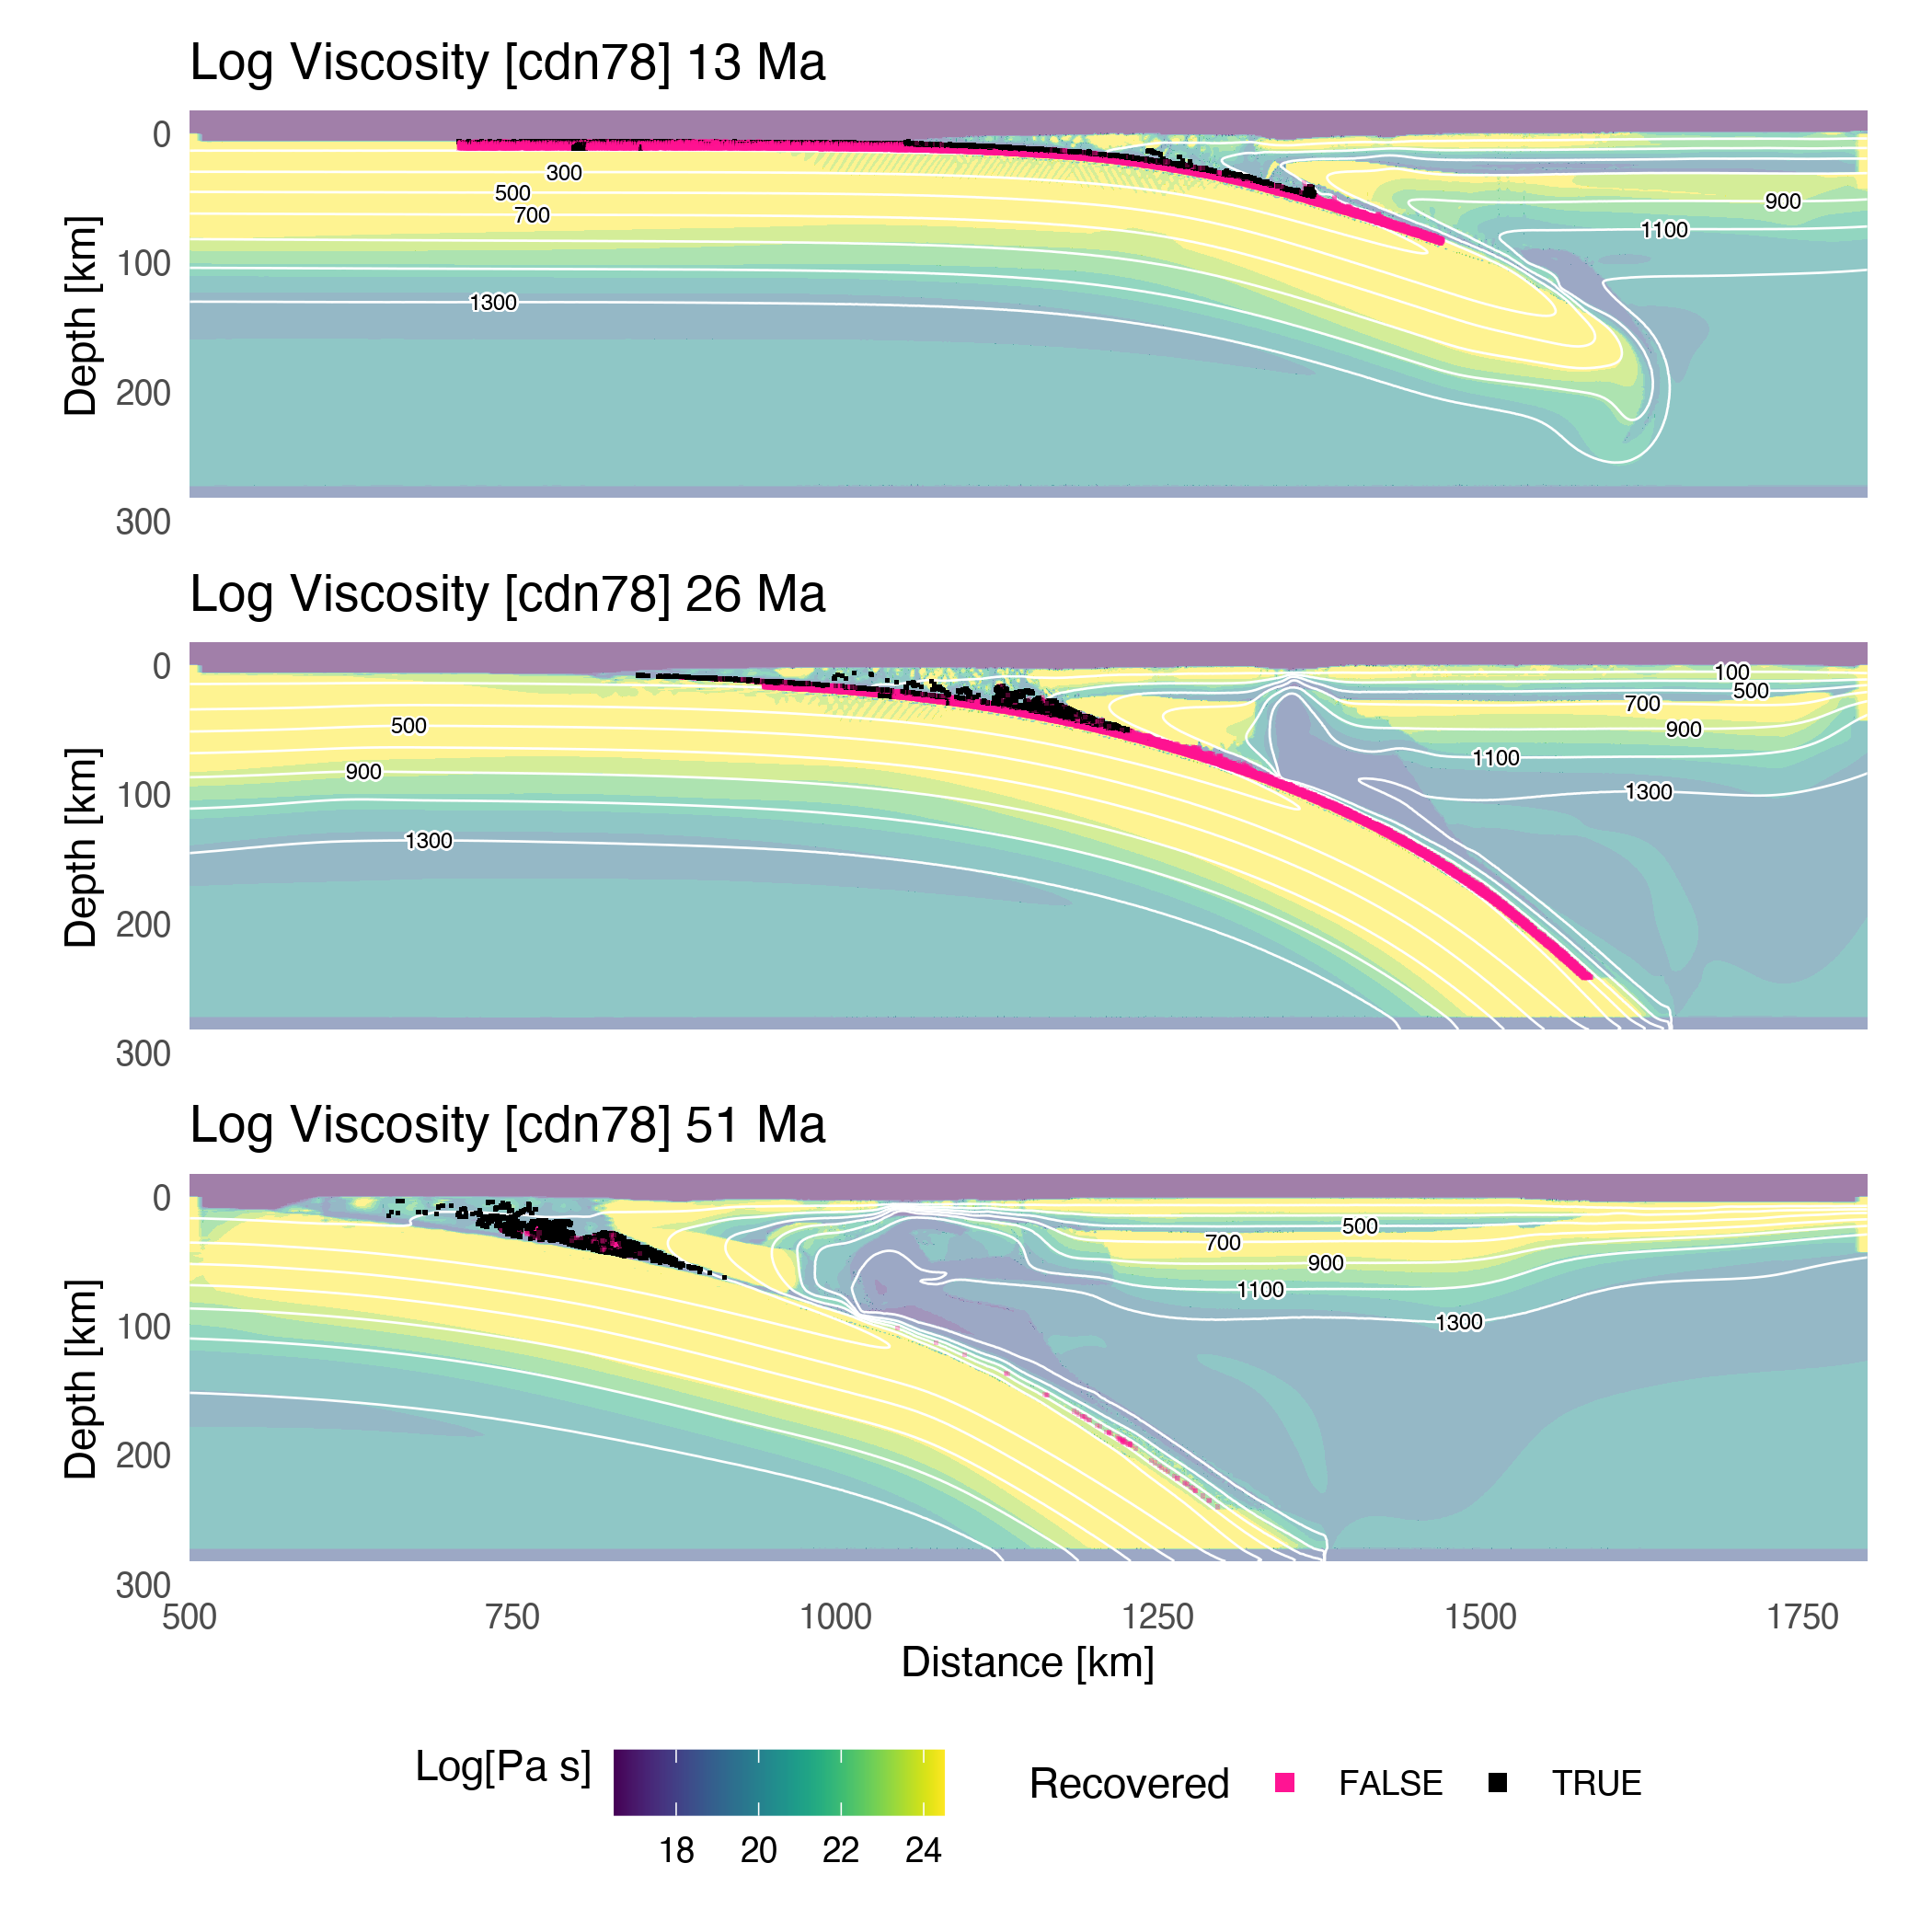 Log Viscosity [cdn78] 13 Ma
Depth [km]
0
100
200
300
300
500
700
1300
900
1100
Log Viscosity [cdn78] 26 Ma
Depth [km]
0
100
200
300
500
900
1300
100
500
700
900
1100
1300
Log Viscosity [cdn78] 51 Ma
Depth [km]
0
100
200
300
500
700
900
1100
1300
500 750 1000 1250 1500 1750
Distance [km]
Log[Pa s]
18 20 22 24
Recovered FALSE TRUE